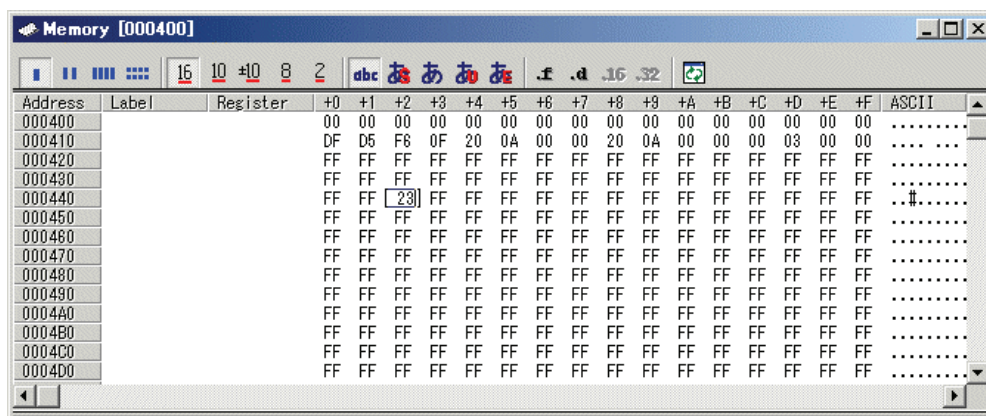 Memory [000400]
16 10 ±10 8 2 abc あS あ あD あE .f .d .16 .32
Address Label Register +0 +1 +2 +3 +4 +5 +6 +7 +8 +9 +A +B +C +D +E +F ASCII
000400 00 00 00 00 00 00 00 00 00 00 00 00 00 00 00 00 .........
000410 DF D5 F6 0F 20 0A 00 00 20 0A 00 00 00 03 00 00 .... ...
000420 FF FF FF FF FF FF FF FF FF FF FF FF FF FF FF FF .........
000430 FF FF FF FF FF FF FF FF FF FF FF FF FF FF FF FF .........
000440 FF FF 23 FF FF FF FF FF FF FF FF FF FF FF FF FF ..#......
000450 FF FF FF FF FF FF FF FF FF FF FF FF FF FF FF FF .........
000460 FF FF FF FF FF FF FF FF FF FF FF FF FF FF FF FF .........
000470 FF FF FF FF FF FF FF FF FF FF FF FF FF FF FF FF .........
000480 FF FF FF FF FF FF FF FF FF FF FF FF FF FF FF FF .........
000490 FF FF FF FF FF FF FF FF FF FF FF FF FF FF FF FF .........
0004A0 FF FF FF FF FF FF FF FF FF FF FF FF FF FF FF FF .........
0004B0 FF FF FF FF FF FF FF FF FF FF FF FF FF FF FF FF .........
0004C0 FF FF FF FF FF FF FF FF FF FF FF FF FF FF FF FF .........
0004D0 FF FF FF FF FF FF FF FF FF FF FF FF FF FF FF FF .........